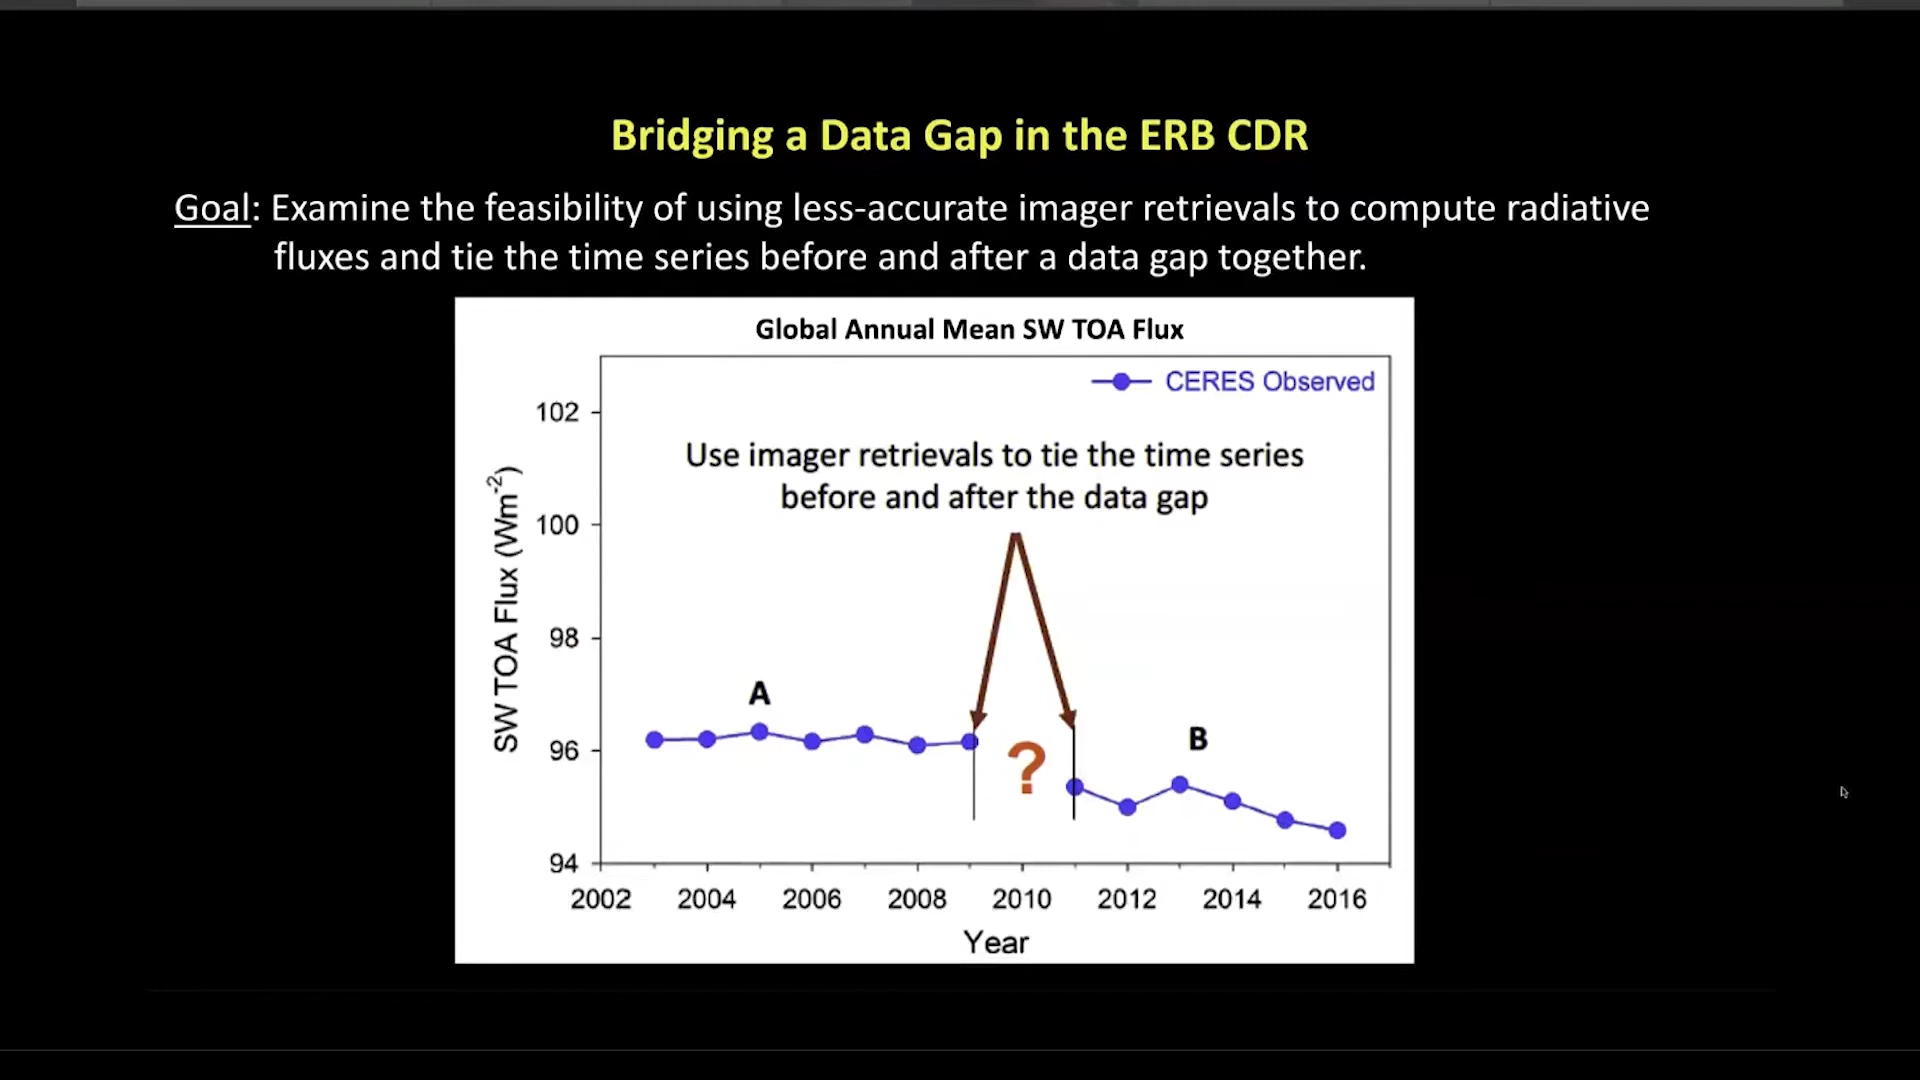 Bridging a Data Gap in the ERB CDR
Goal: Examine the feasibility of using less-accurate imager retrievals to compute radiative
fluxes and tie the time series before and after a data gap together.
Global Annual Mean SW TOA Flux
CERES Observed
Use imager retrievals to tie the time series
before and after the data gap
SW TOA Flux (Wm-2)
102
100
98
96
94
A
?
B
2002 2004 2006 2008 2010 2012 2014 2016
Year